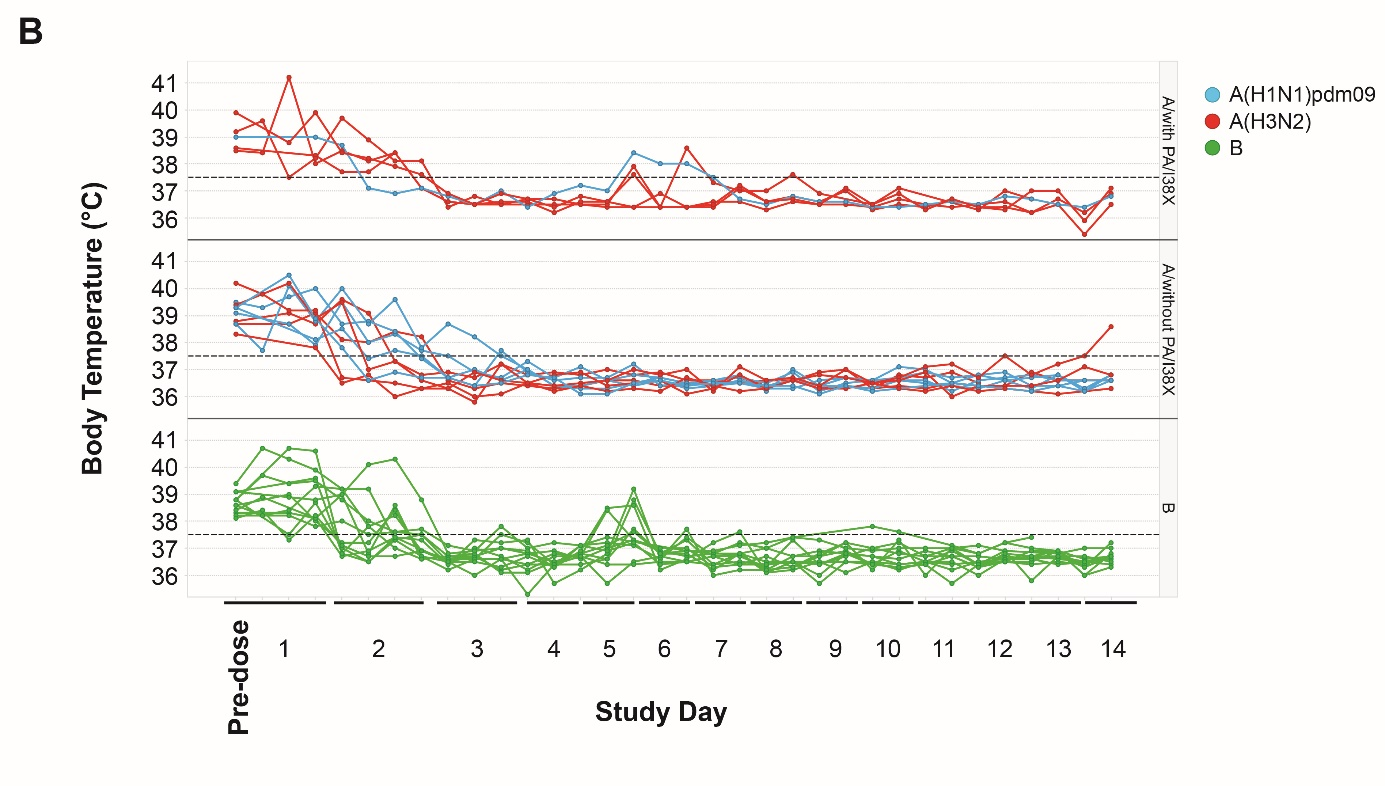 B
41
40
39
38
37
36
A/with PA/I38X
41
40
39
38
37
36
A/without PA/I38X
41
40
39
38
37
36
B
Body Temperature (°C)
Pre-dose
1 2 3 4 5 6 7 8 9 10 11 12 13 14
Study Day
A(H1N1)pdm09
A(H3N2)
B